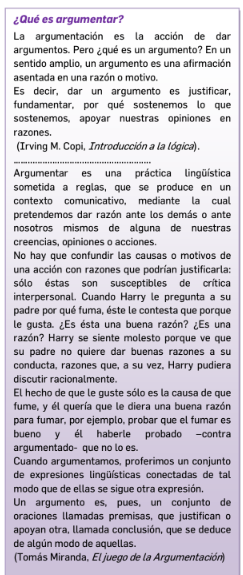 ¿Qué es argumentar?
La argumentación es la acción de dar
argumentos. Pero ¿qué es un argumento? En un
sentido amplio, un argumento es una afirmación
asentada en una razón o motivo.
Es decir, dar un argumento es justificar,
fundamentar, por qué sostenemos lo que
sostenemos, apoyar nuestras opiniones en
razones.
(Irving M. Copi, Introducción a la lógica).
......................................................
Argumentar es una práctica lingüística
sometida a reglas, que se produce en un
contexto comunicativo, mediante la cual
pretendemos dar razón ante los demás o ante
nosotros mismos de alguna de nuestras
creencias, opiniones o acciones.
No hay que confundir las causas o motivos de
una acción con razones que podrían justificarla:
sólo éstas son susceptibles de crítica
interpersonal. Cuando Harry le pregunta a su
padre por qué fuma, éste le contesta que porque
le gusta. ¿Es ésta una buena razón? ¿Es una
razón? Harry se siente molesto porque ve que
su padre no quiere dar buenas razones a su
conducta, razones que, a su vez, Harry pudiera
discutir racionalmente.
El hecho de que le guste sólo es la causa de que
fume, y él quería que le diera una buena razón
para fumar, por ejemplo, probar que el fumar es
bueno y él haberle probado –contra
argumentado- que no lo es.
Cuando argumentamos, proferimos un conjunto
de expresiones lingüísticas conectadas de tal
modo que de ellas se sigue otra expresión.
Un argumento es, pues, un conjunto de
oraciones llamadas premisas, que justifican o
apoyan otra, llamada conclusión, que se deduce
de algún modo de aquellas.
(Tomás Miranda, El juego de la Argumentación)